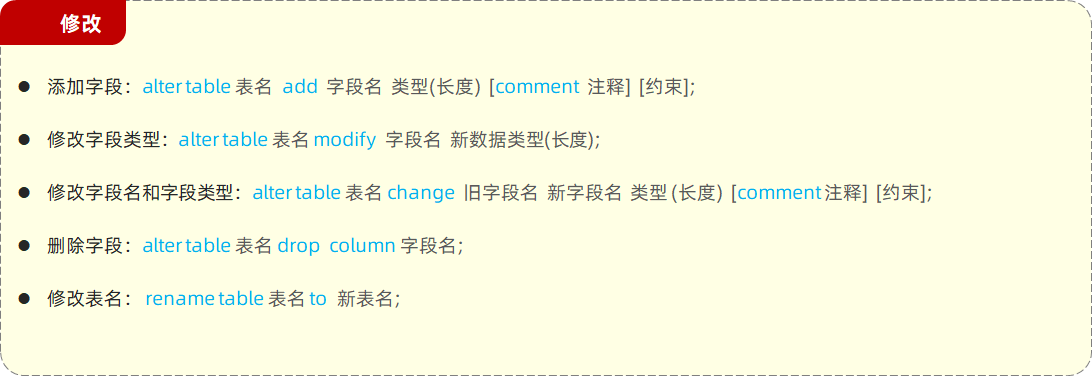 修改
● 添加字段：alter table 表名 add 字段名 类型(长度) [comment 注释] [约束];
● 修改字段类型：alter table 表名 modify 字段名 新数据类型(长度);
● 修改字段名和字段类型：alter table 表名 change 旧字段名 新字段名 类型 (长度) [comment 注释] [约束];
● 删除字段：alter table 表名 drop column 字段名;
● 修改表名：rename table 表名 to 新表名;